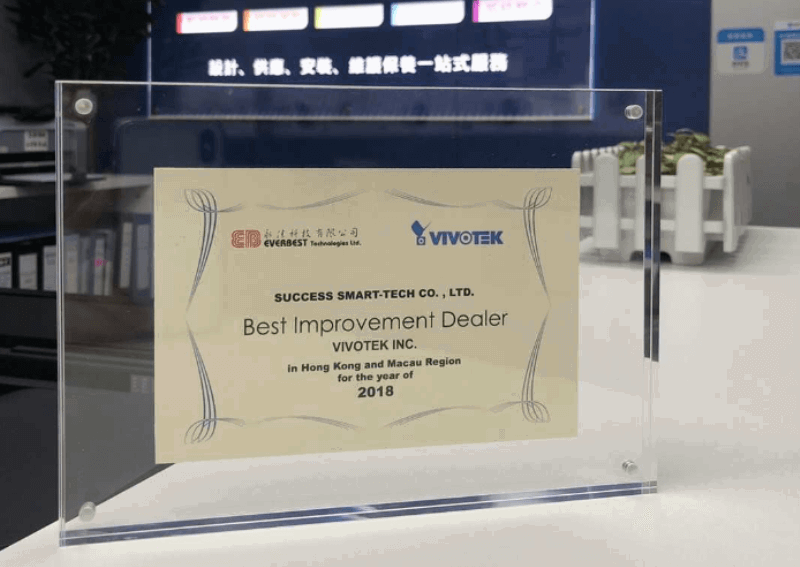 設計、供應、安裝、維護保養一站式服務
科技有限公司
EVERBEST Technologies Ltd.
VIVOTEK
SUCCESS SMART-TECH CO. , LTD.
Best Improvement Dealer
VIVOTEK INC.
in Hong Kong and Macau Region
for the year of
2018